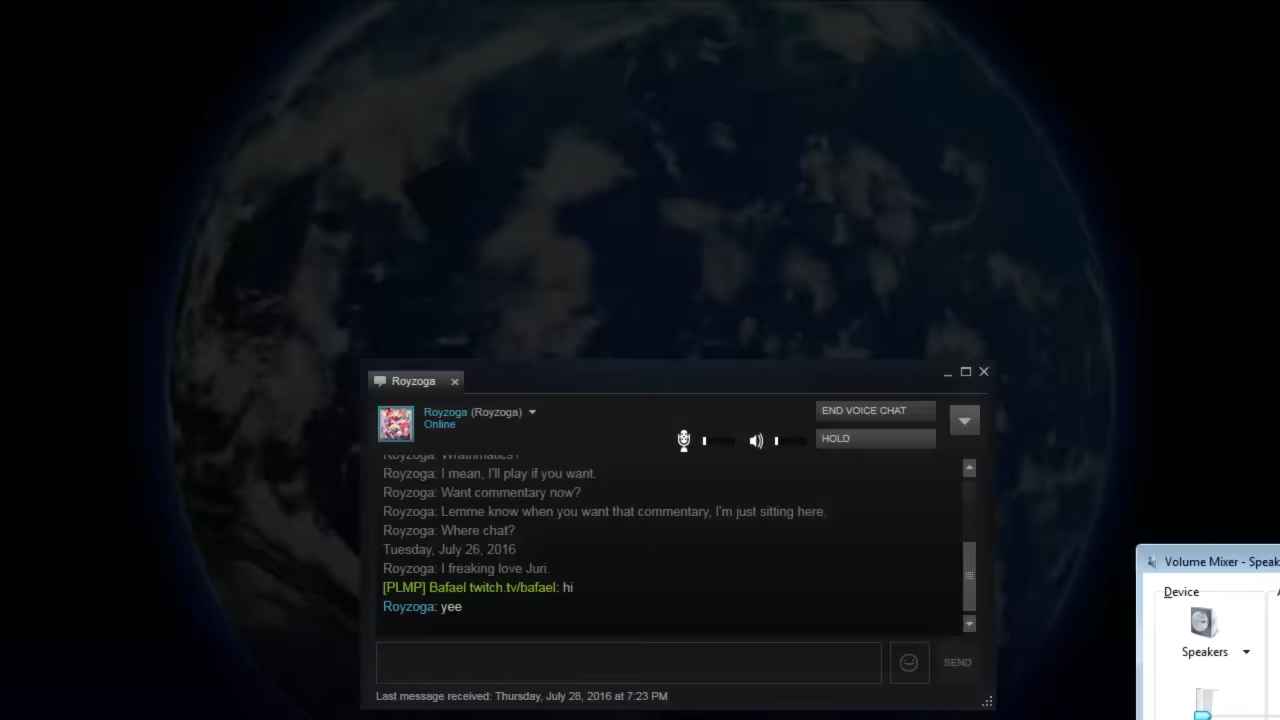 Royzoga
Royzoga (Royzoga)
Online
END VOICE CHAT
HOLD
Royzoga: Wrathmatics?
Royzoga: I mean, I'll play if you want.
Royzoga: Want commentary now?
Royzoga: Lemme know when you want that commentary, I'm just sitting here.
Royzoga: Where chat?
Tuesday, July 26, 2016
Royzoga: I freaking love Juri.
[PLMP] Bafael twitch.tv/bafael: hi
Royzoga: yee
SEND
Last message received: Thursday, July 28, 2016 at 7:23 PM
Volume Mixer - Speak
Device
Speakers